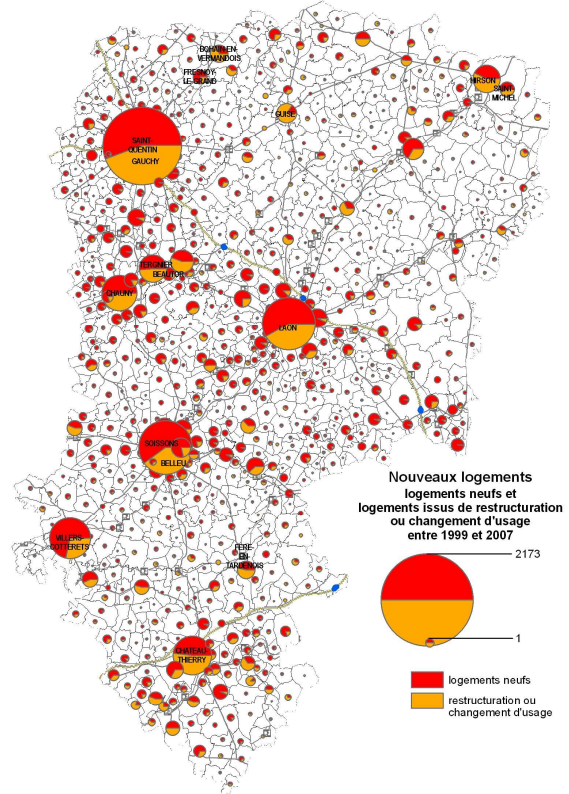 BOHAIN-EN-
VERMANDOIS
FRESNOY-
LE-GRAND
HIRSON
SAINT-
MICHEL
GUISE
SAINT
QUENTIN
GAUCHY
TERGNIER
BEAUTOR
CHAUNY
LAON
SOISSONS
BELLEU
VILLERS-
COTTERETS
FERE
EN
TARDENOIS
CHATEAU-
THIERRY
Nouveaux logements
logements neufs et
logements issus de restructuration
ou changement d'usage
entre 1999 et 2007
2173
1
logements neufs
restructuration ou
changement d'usage